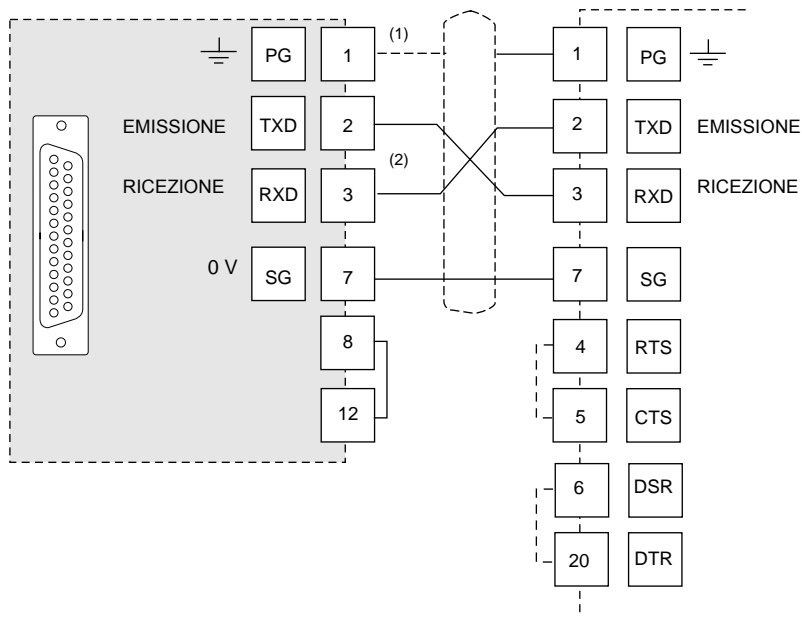 PG 1 (1) 1 PG
EMISSIONE TXD 2 2 TXD EMISSIONE
RICEZIONE RXD 3 (2) 3 RXD RICEZIONE
0 V SG 7 7 SG
8 4 RTS
12 5 CTS
6 DSR
20 DTR